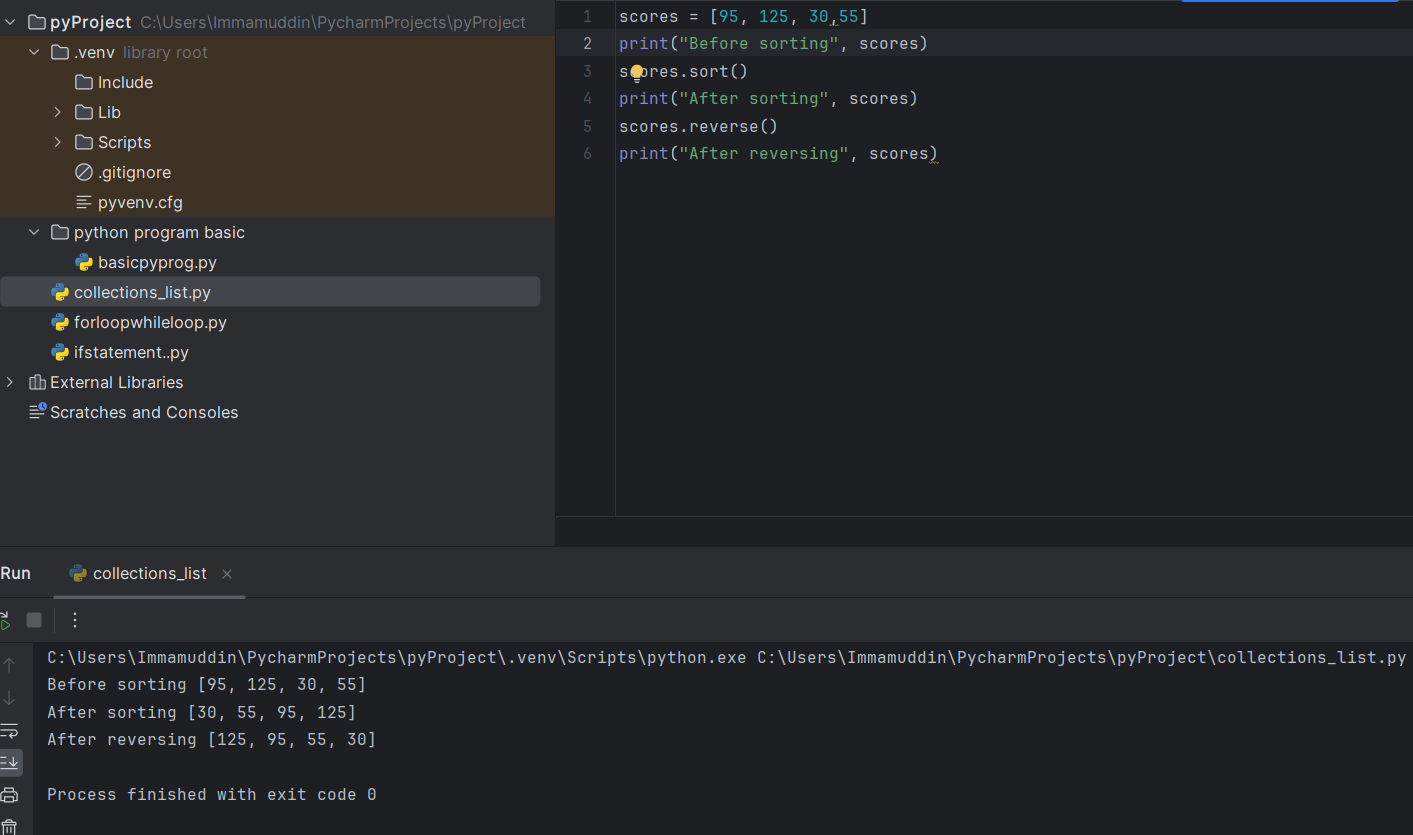 pyProject C:\Users\Immamuddin\PycharmProjects\pyProject
.venv library root
Include
Lib
Scripts
.gitignore
pyvenv.cfg
python program basic
basicpyprog.py
collections_list.py
forloopwhileloop.py
ifstatement..py
External Libraries
Scratches and Consoles
1 scores = [95, 125, 30,55]
2 print("Before sorting", scores)
3 scores.sort()
4 print("After sorting", scores)
5 scores.reverse()
6 print("After reversing", scores)
Run collections_list
C:\Users\Immamuddin\PycharmProjects\pyProject\.venv\Scripts\python.exe C:\Users\Immamuddin\PycharmProjects\pyProject\collections_list.py
Before sorting [95, 125, 30, 55]
After sorting [30, 55, 95, 125]
After reversing [125, 95, 55, 30]
Process finished with exit code 0